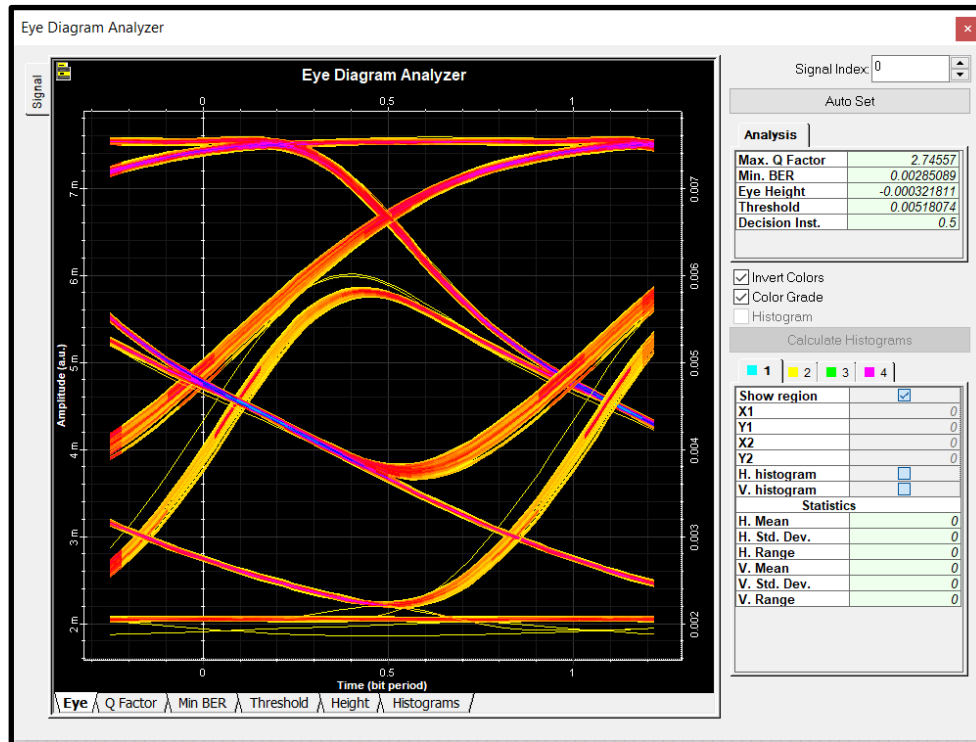 Eye Diagram Analyzer
Signal Index: 0
Signal
Eye Diagram Analyzer
Auto Set
0 0.5 1
Analysis
Max. Q Factor 2.74557
Min. BER 0.00285089
Eye Height -0.000321811
Threshold 0.00518074
Decision Inst. 0.5
7 m 0.007
6 m 0.006
5 m 0.005
4 m 0.004
3 m 0.003
2 m 0.002
Amplitude (a.u.)
Invert Colors
Color Grade
Histogram
Calculate Histograms
1 2 3 4
Show region
X1 0
Y1 0
X2 0
Y2 0
H. histogram
V. histogram
Statistics
H. Mean 0
H. Std. Dev. 0
H. Range 0
V. Mean 0
V. Std. Dev. 0
V. Range 0
0 0.5 1
Time (bit period)
Eye Q Factor Min BER Threshold Height Histograms